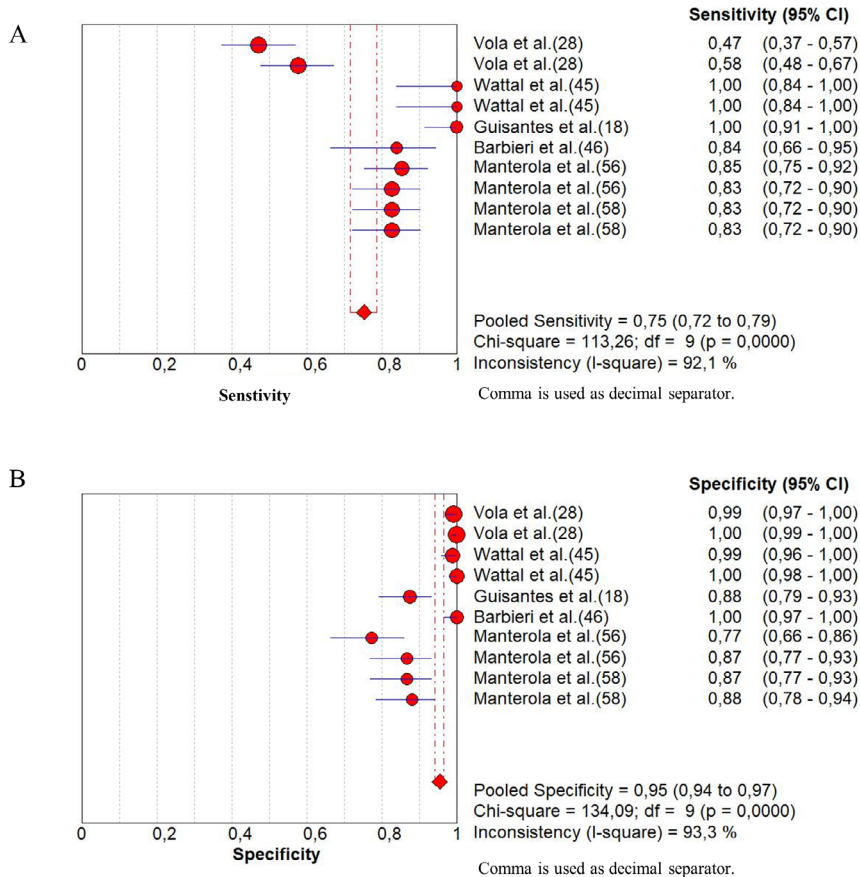 A
Sensitivity (95% CI)
Vola et al.(28) 0,47 (0,37 - 0,57)
Vola et al.(28) 0,58 (0,48 - 0,67)
Wattal et al.(45) 1,00 (0,84 - 1,00)
Wattal et al.(45) 1,00 (0,84 - 1,00)
Guisantes et al.(18) 1,00 (0,91 - 1,00)
Barbieri et al.(46) 0,84 (0,66 - 0,95)
Manterola et al.(56) 0,85 (0,75 - 0,92)
Manterola et al.(56) 0,83 (0,72 - 0,90)
Manterola et al.(58) 0,83 (0,72 - 0,90)
Manterola et al.(58) 0,83 (0,72 - 0,90)
Pooled Sensitivity = 0,75 (0,72 to 0,79)
Chi-square = 113,26; df = 9 (p = 0,0000)
Inconsistency (I-square) = 92,1 %
0 0,2 0,4 0,6 0,8 1
Senstivity
Comma is used as decimal separator.
B
Specificity (95% CI)
Vola et al.(28) 0,99 (0,97 - 1,00)
Vola et al.(28) 1,00 (0,99 - 1,00)
Wattal et al.(45) 0,99 (0,96 - 1,00)
Wattal et al.(45) 1,00 (0,98 - 1,00)
Guisantes et al.(18) 0,88 (0,79 - 0,93)
Barbieri et al.(46) 1,00 (0,97 - 1,00)
Manterola et al.(56) 0,77 (0,66 - 0,86)
Manterola et al.(56) 0,87 (0,77 - 0,93)
Manterola et al.(58) 0,87 (0,77 - 0,93)
Manterola et al.(58) 0,88 (0,78 - 0,94)
Pooled Specificity = 0,95 (0,94 to 0,97)
Chi-square = 134,09; df = 9 (p = 0,0000)
Inconsistency (I-square) = 93,3 %
0 0,2 0,4 0,6 0,8 1
Specificity
Comma is used as decimal separator.